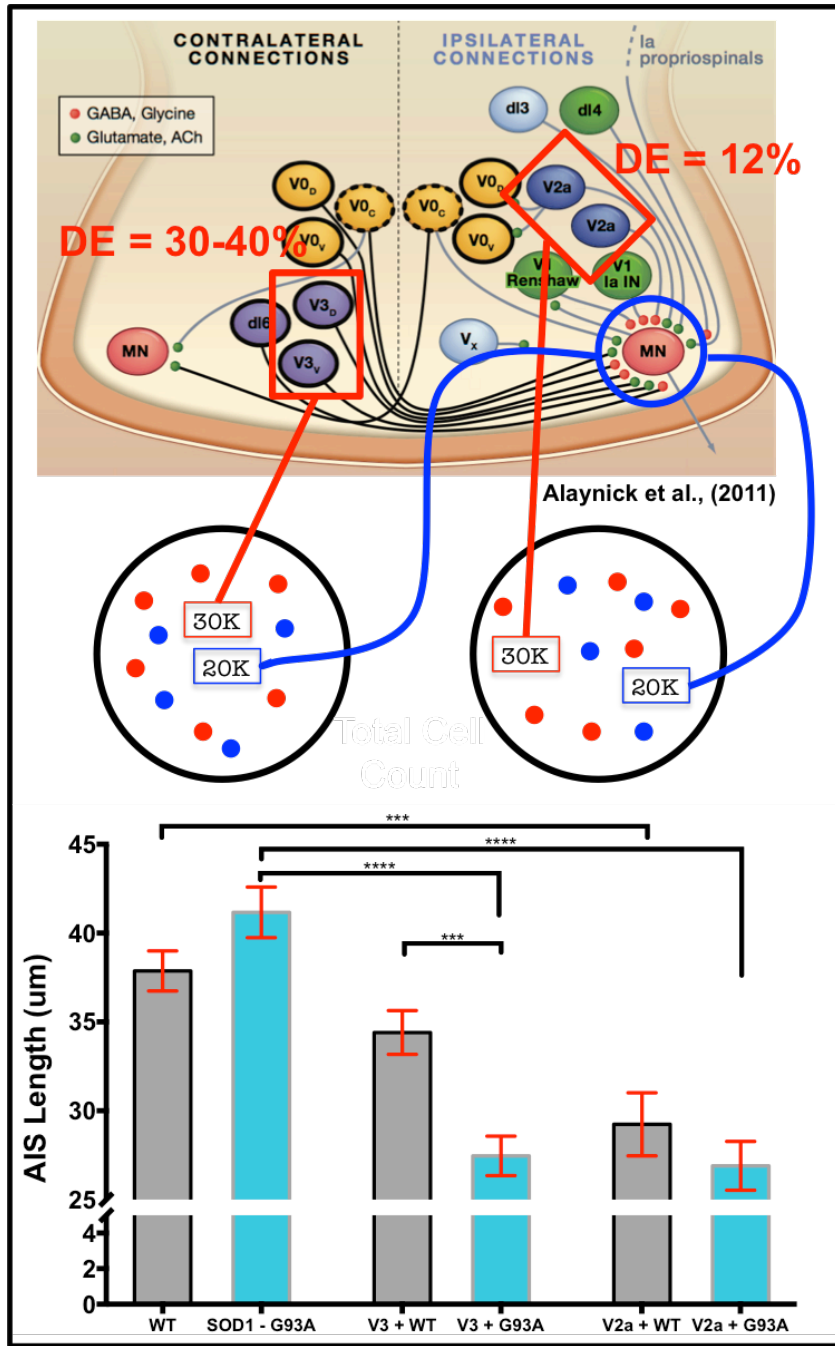 CONTRALATERAL
CONNECTIONS
IPSILATERAL
CONNECTIONS
Ia
propriospinals
GABA, Glycine
Glutamate, ACh
dI3
dI4
DE = 12%
V0D
V0C
V0C
V0D
V2a
V2a
V0V
V0V
DE = 30-40%
V1
Renshaw
V1
Ia IN
dI6
V3D
V3V
MN
VX
MN
Alaynick et al., (2011)
30K
20K
30K
20K
Total Cell
Count
***
****
****
***
AIS Length (um)
45
40
35
30
25
4
2
0
WT
SOD1 - G93A
V3 + WT
V3 + G93A
V2a + WT
V2a + G93A